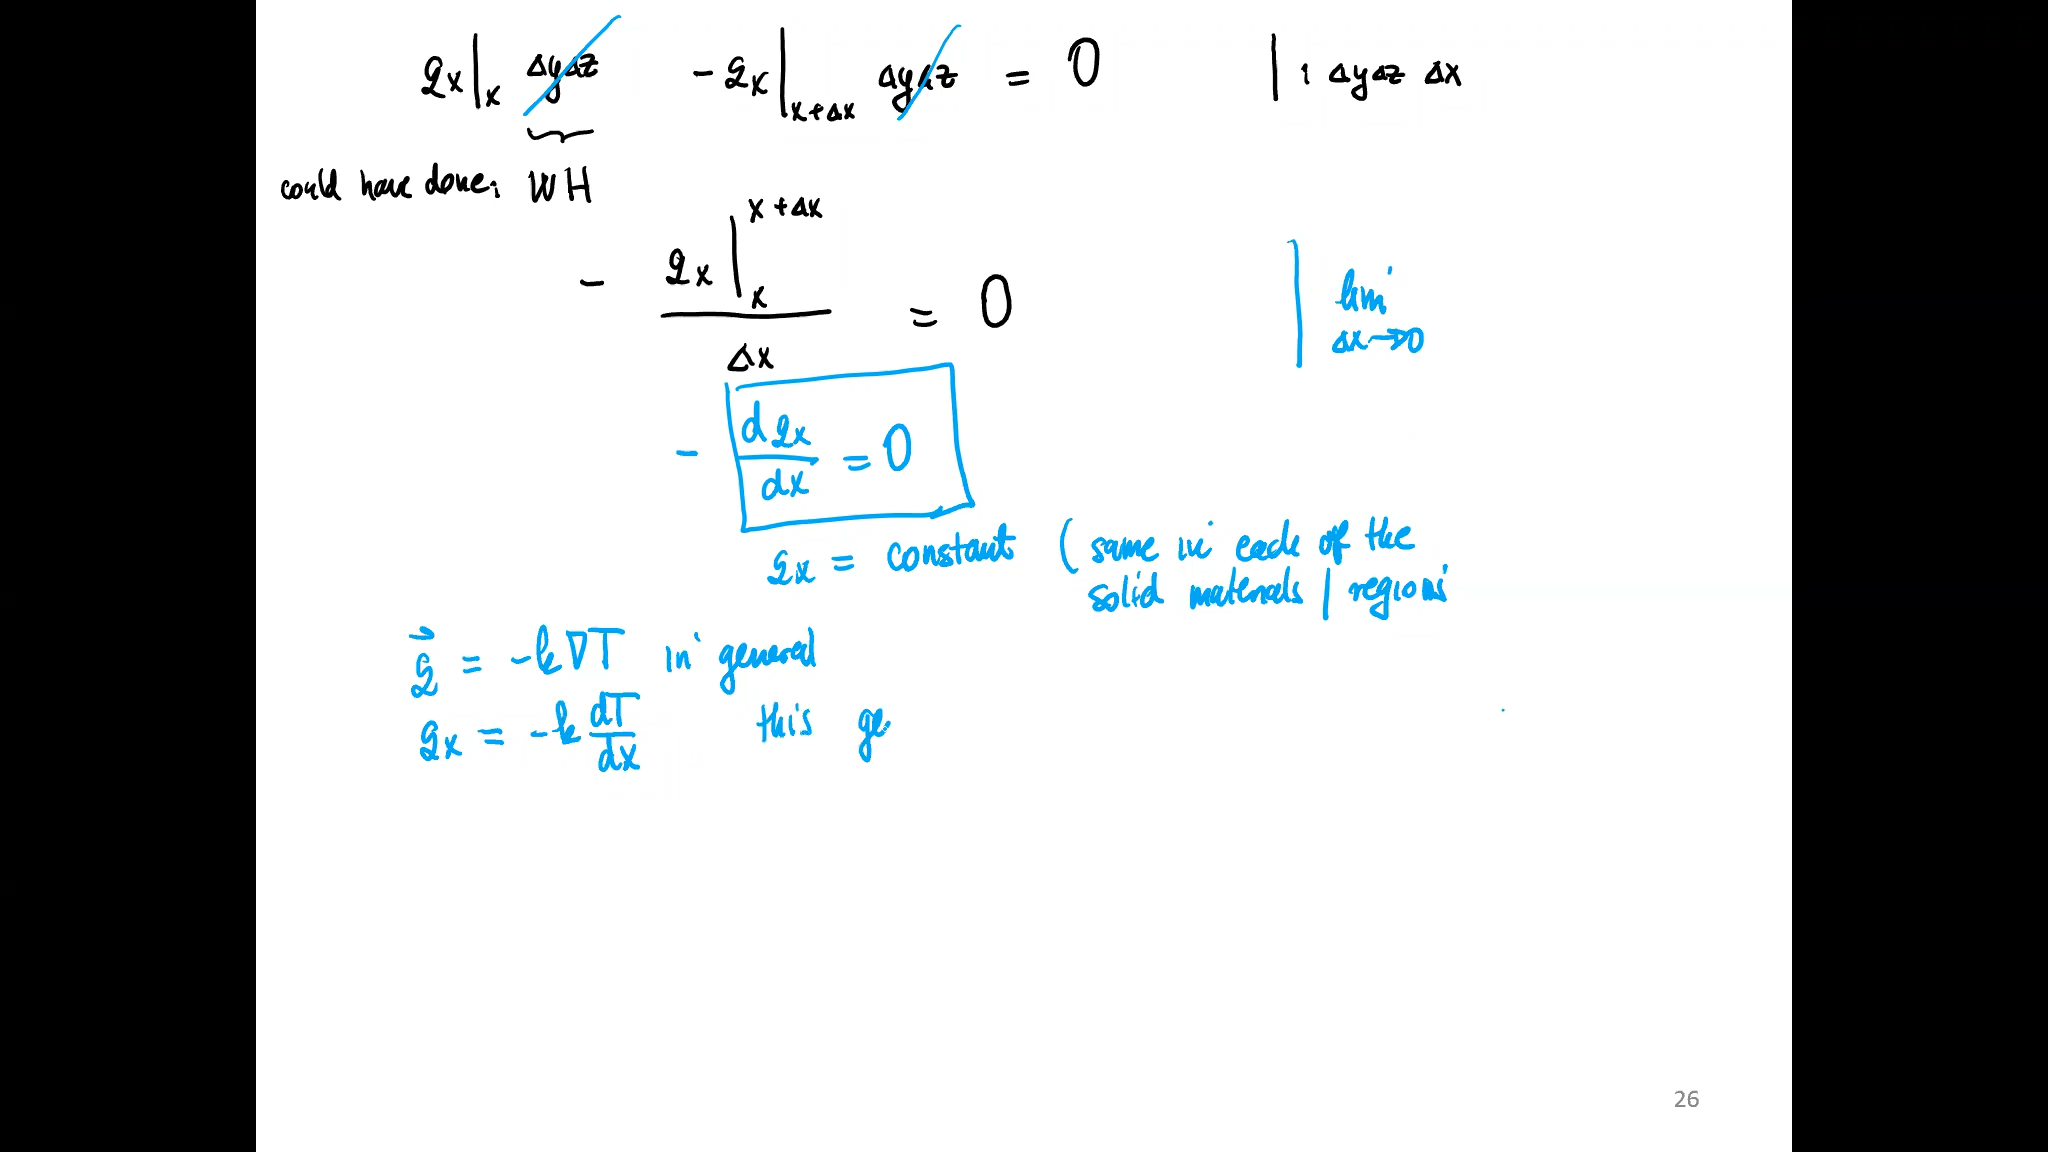 qx|x ΔyΔz - qx|x+Δx ΔyΔz = 0 | : ΔyΔz Δx
could have done: WH
- qx|x^x+Δx / Δx = 0 | lim Δx→0
- dqx/dx = 0
qx = constant (same in each of the
solid materials / regions
q⃗ = -k∇T in general
qx = -k dT/dx this ge
26